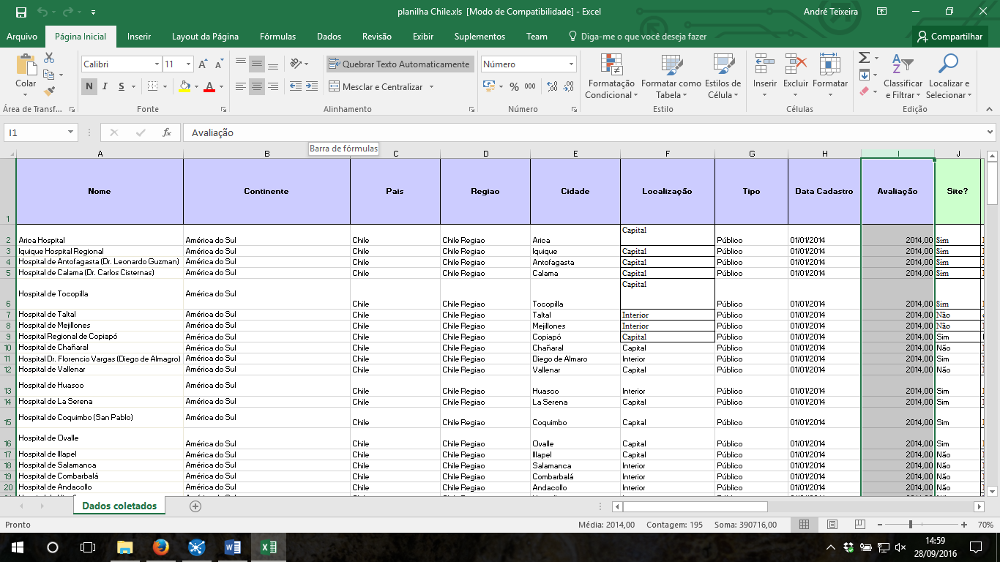 planilha Chile.xls [Modo de Compatibilidade] - Excel
André Teixeira
Arquivo Página Inicial Inserir Layout da Página Fórmulas Dados Revisão Exibir Suplementos Team Diga-me o que você deseja fazer Compartilhar
Colar
Calibri 11
N I S A
Quebrar Texto Automaticamente
Mesclar e Centralizar
Número
% 000
Formatação Condicional
Formatar como Tabela
Estilos de Célula
Inserir Excluir Formatar
Classificar e Filtrar
Localizar e Selecionar
Área de Transf... Fonte Alinhamento Número Estilo Células Edição
I1 fx Avaliação
Barra de fórmulas
A B C D E F G H I J
1 Nome Continente Pais Regiao Cidade Localização Tipo Data Cadastro Avaliação Site?
2 Arica Hospital América do Sul Chile Chile Regiao Arica Capital Público 01/01/2014 2014,00 Sim
3 Iquique Hospital Regional América do Sul Chile Chile Regiao Iquique Capital Público 01/01/2014 2014,00 Sim
4 Hospital de Antofagasta (Dr. Leonardo Guzman) América do Sul Chile Chile Regiao Antofagasta Capital Público 01/01/2014 2014,00 Sim
5 Hospital de Calama (Dr. Carlos Cisternas) América do Sul Chile Chile Regiao Calama Capital Público 01/01/2014 2014,00 Sim
6 Hospital de Tocopilla América do Sul Chile Chile Regiao Tocopilla Capital Público 01/01/2014 2014,00 Sim
7 Hospital de Taltal América do Sul Chile Chile Regiao Taltal Interior Público 01/01/2014 2014,00 Não
8 Hospital de Mejillones América do Sul Chile Chile Regiao Mejillones Interior Público 01/01/2014 2014,00 Não
9 Hospital Regional de Copiapó América do Sul Chile Chile Regiao Copiapó Capital Público 01/01/2014 2014,00 Sim
10 Hospital de Chañaral América do Sul Chile Chile Regiao Chañaral Capital Público 01/01/2014 2014,00 Não
11 Hospital Dr. Florencio Vargas (Diego de Almagro) América do Sul Chile Chile Regiao Diego de Almaro Interior Público 01/01/2014 2014,00 Sim
12 Hospital de Vallenar América do Sul Chile Chile Regiao Vallenar Capital Público 01/01/2014 2014,00 Não
13 Hospital de Huasco América do Sul Chile Chile Regiao Huasco Interior Público 01/01/2014 2014,00 Sim
14 Hospital de La Serena América do Sul Chile Chile Regiao La Serena Capital Público 01/01/2014 2014,00 Sim
15 Hospital de Coquimbo (San Pablo) América do Sul Chile Chile Regiao Coquimbo Capital Público 01/01/2014 2014,00 Sim
16 Hospital de Ovalle América do Sul Chile Chile Regiao Ovalle Capital Público 01/01/2014 2014,00 Sim
17 Hospital de Illapel América do Sul Chile Chile Regiao Illapel Capital Público 01/01/2014 2014,00 Não
18 Hospital de Salamanca América do Sul Chile Chile Regiao Salamanca Interior Público 01/01/2014 2014,00 Não
19 Hospital de Combarbalá América do Sul Chile Chile Regiao Combarbalá Interior Público 01/01/2014 2014,00 Não
20 Hospital de Andacollo América do Sul Chile Chile Regiao Andacollo Interior Público 01/01/2014 2014,00 Não
Dados coletados
Pronto Média: 2014,00 Contagem: 195 Soma: 390716,00 70%
14:59
28/09/2016